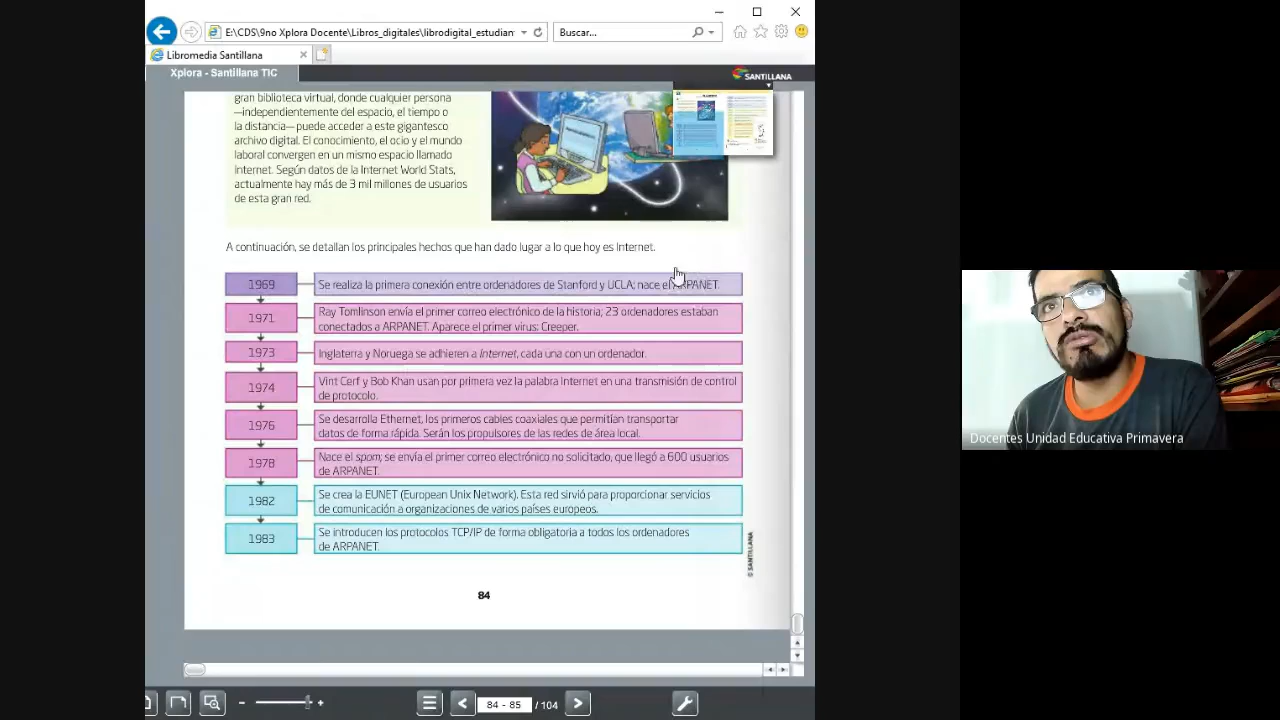 E:\CDS\9no Xplora Docente\Libros_digitales\librodigital_estudian
Buscar...
Libromedia Santillana
Xplora - Santillana TIC
SANTILLANA
gran biblioteca virtual, donde cualquier persona
—independientemente del espacio, el tiempo o
la distancia— puede acceder a este gigantesco
archivo digital. El conocimiento, el ocio y el mundo
laboral convergen en un mismo espacio llamado
Internet. Según datos de la Internet World Stats,
actualmente hay más de 3 mil millones de usuarios
de esta gran red.
A continuación, se detallan los principales hechos que han dado lugar a lo que hoy es Internet.
1969
Se realiza la primera conexión entre ordenadores de Stanford y UCLA; nace el ARPANET.
1971
Ray Tomlinson envía el primer correo electrónico de la historia; 23 ordenadores estaban
conectados a ARPANET. Aparece el primer virus: Creeper.
1973
Inglaterra y Noruega se adhieren a Internet, cada una con un ordenador.
1974
Vint Cerf y Bob Khan usan por primera vez la palabra Internet en una transmisión de control
de protocolo.
1976
Se desarrolla Ethernet, los primeros cables coaxiales que permitían transportar
datos de forma rápida. Serán los propulsores de las redes de área local.
1978
Nace el spam; se envía el primer correo electrónico no solicitado, que llegó a 600 usuarios
de ARPANET.
1982
Se crea la EUNET (European Unix Network). Esta red sirvió para proporcionar servicios
de comunicación a organizaciones de varios países europeos.
1983
Se introducen los protocolos TCP/IP de forma obligatoria a todos los ordenadores
de ARPANET.
© SANTILLANA
84
84 - 85 / 104
Docentes Unidad Educativa Primavera